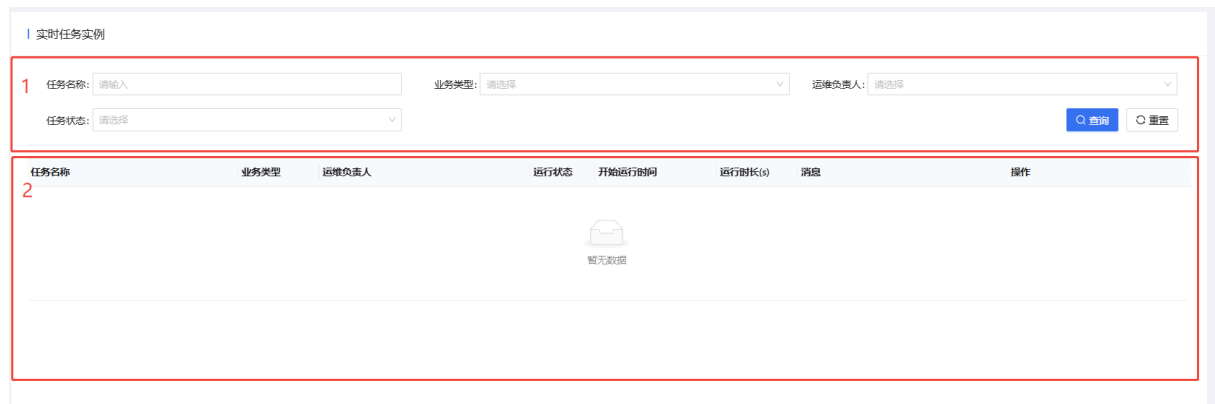 实时任务实例
1
任务名称: 请输入 业务类型: 请选择 运维负责人: 请选择
任务状态: 请选择 查询 重置
任务名称 业务类型 运维负责人 运行状态 开始运行时间 运行时长(s) 消息 操作
2
暂无数据